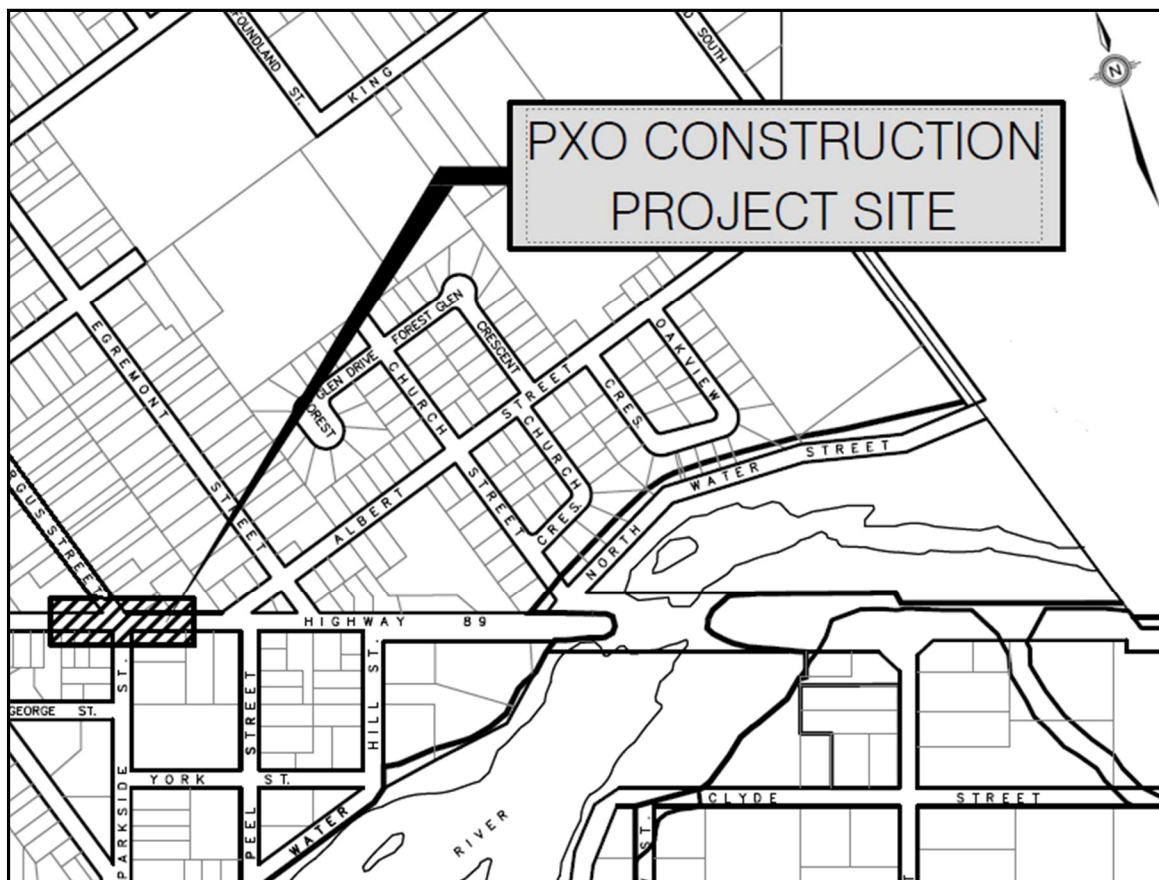 FOUNDLAND ST.
KING
D SOUTH
N
PXO CONSTRUCTION
PROJECT SITE
EGREMONT STREET
FOREST GLEN DRIVE
FOREST GLEN
CRESCENT
CHURCH
STREET
ALBERT STREET
CHURCH
CRES.
OAKVIEW
CRES.
NORTH WATER STREET
RGUS STREET
HIGHWAY 89
GEORGE ST.
PARKSIDE ST.
PEEL STREET
HILL ST.
YORK ST.
WATER
RIVER
CLYDE STREET
ST.